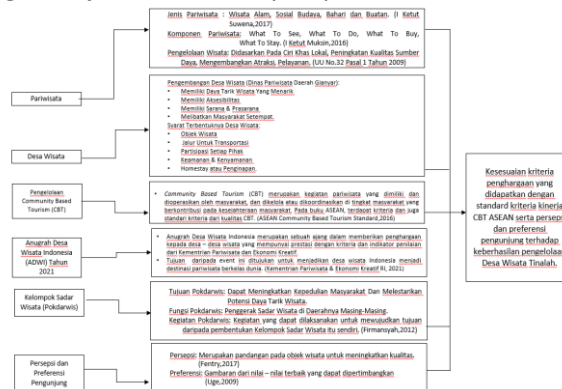 Pariwisata
Jenis Pariwisata : Wisata Alam, Sosial Budaya, Bahari dan Buatan. (I Ketut
Suwena,2017)
Komponen Pariwisata: What To See, What To Do, What To Buy,
What To Stay. (I Ketut Muksin,2016)
Pengelolaan Wisata: Didasarkan Pada Ciri Khas Lokal, Peningkatan Kualitas Sumber
Daya, Mengembangkan Atraksi, Pelayanan. (UU No.32 Pasal 1 Tahun 2009)
Desa Wisata
Pengembangan Desa Wisata (Dinas Pariwisata Daerah Gianyar):
• Memiliki Daya Tarik Wisata Yang Menarik
• Memiliki Aksesibilitas
• Memiliki Sarana & Prasarana
• Melibatkan Masyarakat Setempat.
Syarat Terbentuknya Desa Wisata:
• Objek Wisata
• Jalur Untuk Transportasi
• Partisipasi Setiap Pihak
• Keamanan & Kenyamanan
• Homestay atau Penginapan.
Pengelolaan
Community Based
Tourism (CBT)
• Community Based Tourism (CBT) merupakan kegiatan pariwisata yang dimiliki dan
dioperasikan oleh masyarakat, dan dikelola atau dikoordinasikan di tingkat masyarakat yang
berkontribusi pada kesejahteraan masyarakat. Pada buku ASEAN, terdapat kriteria dan juga
standart kriteria dan kualitas CBT. (ASEAN Community Based Tourism Standard,2016)
Anugrah Desa
Wisata Indonesia
(ADWI) Tahun
2021
• Anugrah Desa Wisata Indonesia merupakan sebuah ajang dalam memberikan penghargaan
kepada desa – desa wisata yang mempunyai prestasi dengan kriteria dan indikator penilaian
dari Kementrian Pariwisata dan Ekonomi Kreatif.
• Tujuan daripada event ini ditujukan untuk menjadikan desa wisata Indonesia menjadi
destinasi pariwisata berkelas dunia. (Kementrian Pariwisata & Ekonomi Kreatif RI, 2021)
Kelompok Sadar
Wisata (Pokdarwis)
Tujuan Pokdarwis: Dapat Meningkatkan Kepedulian Masyarakat Dan Melestarikan
Potensi Daya Tarik Wisata.
Fungsi Pokdarwis: Penggerak Sadar Wisata di Daerahnya Masing-Masing.
Kegiatan Pokdarwis: Kegiatan yang dapat dilaksanakan untuk mewujudkan tujuan
daripada pembentukan Kelompok Sadar Wisata itu sendiri. (Firmansyah,2012)
Persepsi dan
Preferensi
Pengunjung
Persepsi: Merupakan pandangan pada objek wisata untuk meningkatkan kualitas.
(Fentry,2017)
Preferensi: Gambaran dari nilai – nilai terbaik yang dapat dipertimbangkan
(Uge,2009)
Kesesuaian kriteria
penghargaan yang
didapatkan dengan
standard kriteria kinerja
CBT ASEAN serta persepsi
dan preferensi
pengunjung terhadap
keberhasilan pengelolaan
Desa Wisata Tinalah.